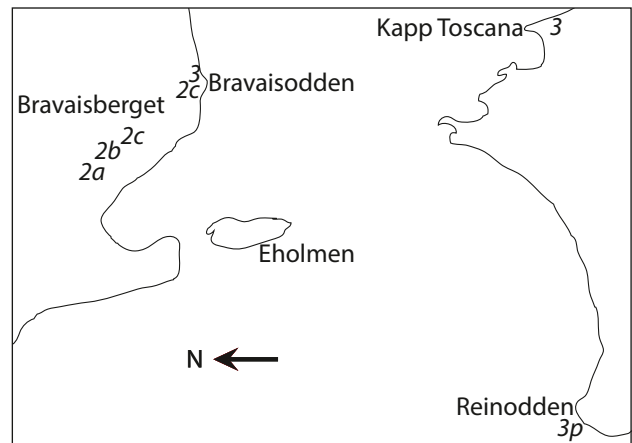 Kapp Toscana 3
3
2c Bravaisodden
Bravaisberget
2c
2b
2a
Eholmen
N
Reinodden
3p